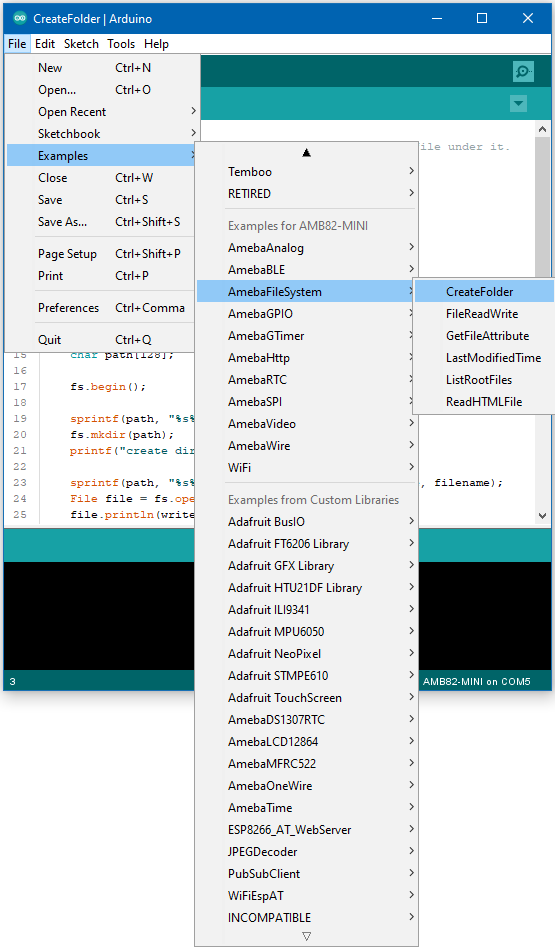 CreateFolder | Arduino
File Edit Sketch Tools Help
New Ctrl+N
Open... Ctrl+O
Open Recent
Sketchbook
Examples
Close Ctrl+W
Save Ctrl+S
Save As... Ctrl+Shift+S
Page Setup Ctrl+Shift+P
Print Ctrl+P
Preferences Ctrl+Comma
Quit Ctrl+Q
Temboo
RETIRED
Examples for AMB82-MINI
AmebaAnalog
AmebaBLE
AmebaFileSystem
AmebaGPIO
AmebaGTimer
AmebaHttp
AmebaRTC
AmebaSPI
AmebaVideo
AmebaWire
WiFi
Examples from Custom Libraries
Adafruit BusIO
Adafruit FT6206 Library
Adafruit GFX Library
Adafruit HTU21DF Library
Adafruit ILI9341
Adafruit MPU6050
Adafruit NeoPixel
Adafruit STMPE610
Adafruit TouchScreen
AmebaDS1307RTC
AmebaLCD12864
AmebaMFRC522
AmebaOneWire
AmebaTime
ESP8266_AT_WebServer
JPEGDecoder
PubSubClient
WiFiEspAT
INCOMPATIBLE
CreateFolder
FileReadWrite
GetFileAttribute
LastModifiedTime
ListRootFiles
ReadHTMLFile
ile under it.
15 char path[128];
16
17 fs.begin();
18
19 sprintf(path, "%s%
20 fs.mkdir(path);
21 printf("create dir
22
23 sprintf(path, "%s% , filename);
24 File file = fs.ope
25 file.println(write
3 AMB82-MINI on COM5